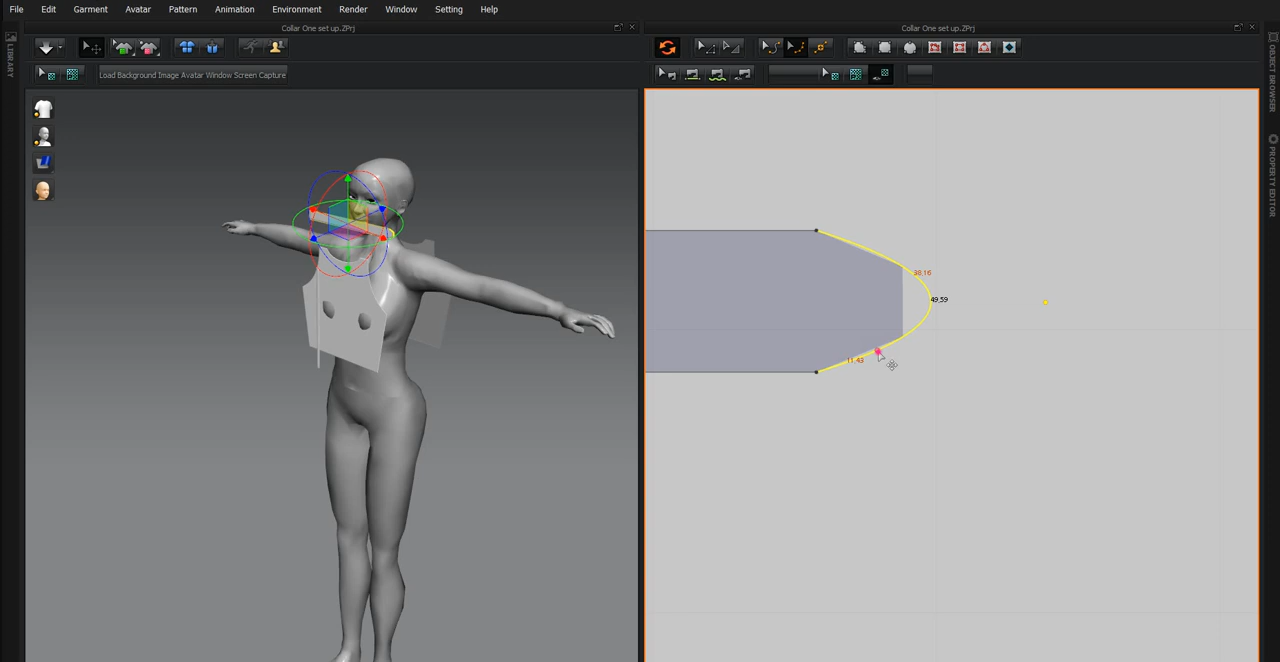 File Edit Garment Avatar Pattern Animation Environment Render Window Setting Help
Collar One set up.ZPrj
Collar One set up.ZPrj
LIBRARY
Load Background Image Avatar Window Screen Capture
38,16
49,59
11,43
OBJECT BROWSER
PROPERTY EDITOR